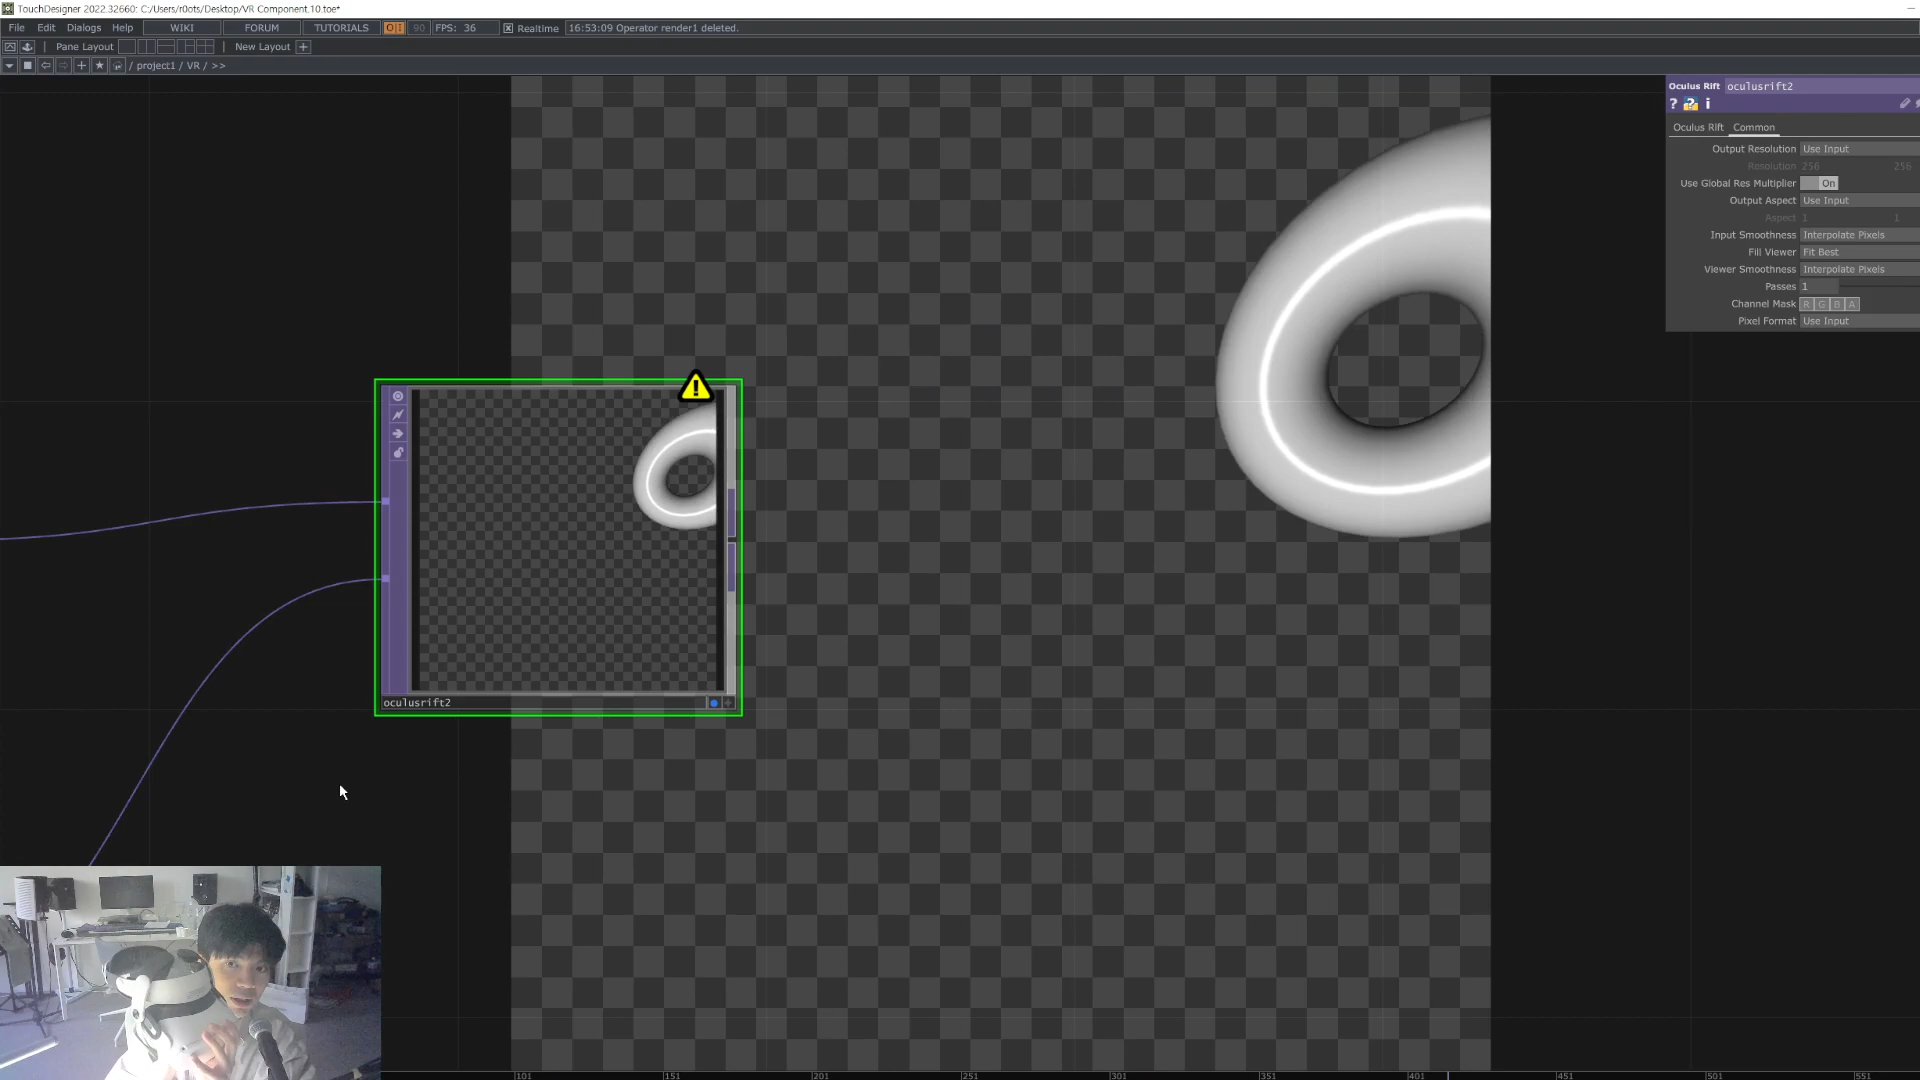 TouchDesigner 2022.32660: C:/Users/r0ots/Desktop/VR Component.10.toe*
File Edit Dialogs Help WIKI FORUM TUTORIALS O|I 90 FPS: 36 Realtime 16:53:09 Operator render1 deleted.
Pane Layout New Layout +
/ project1 / VR / >>
Oculus Rift oculusrift2
? ? i
Oculus Rift Common
Output Resolution Use Input
Resolution 256 256
Use Global Res Multiplier On
Output Aspect Use Input
Aspect 1 1
Input Smoothness Interpolate Pixels
Fill Viewer Fit Best
Viewer Smoothness Interpolate Pixels
Passes 1
Channel Mask R G B A
Pixel Format Use Input
oculusrift2
101 151 201 251 301 351 401 451 501 551